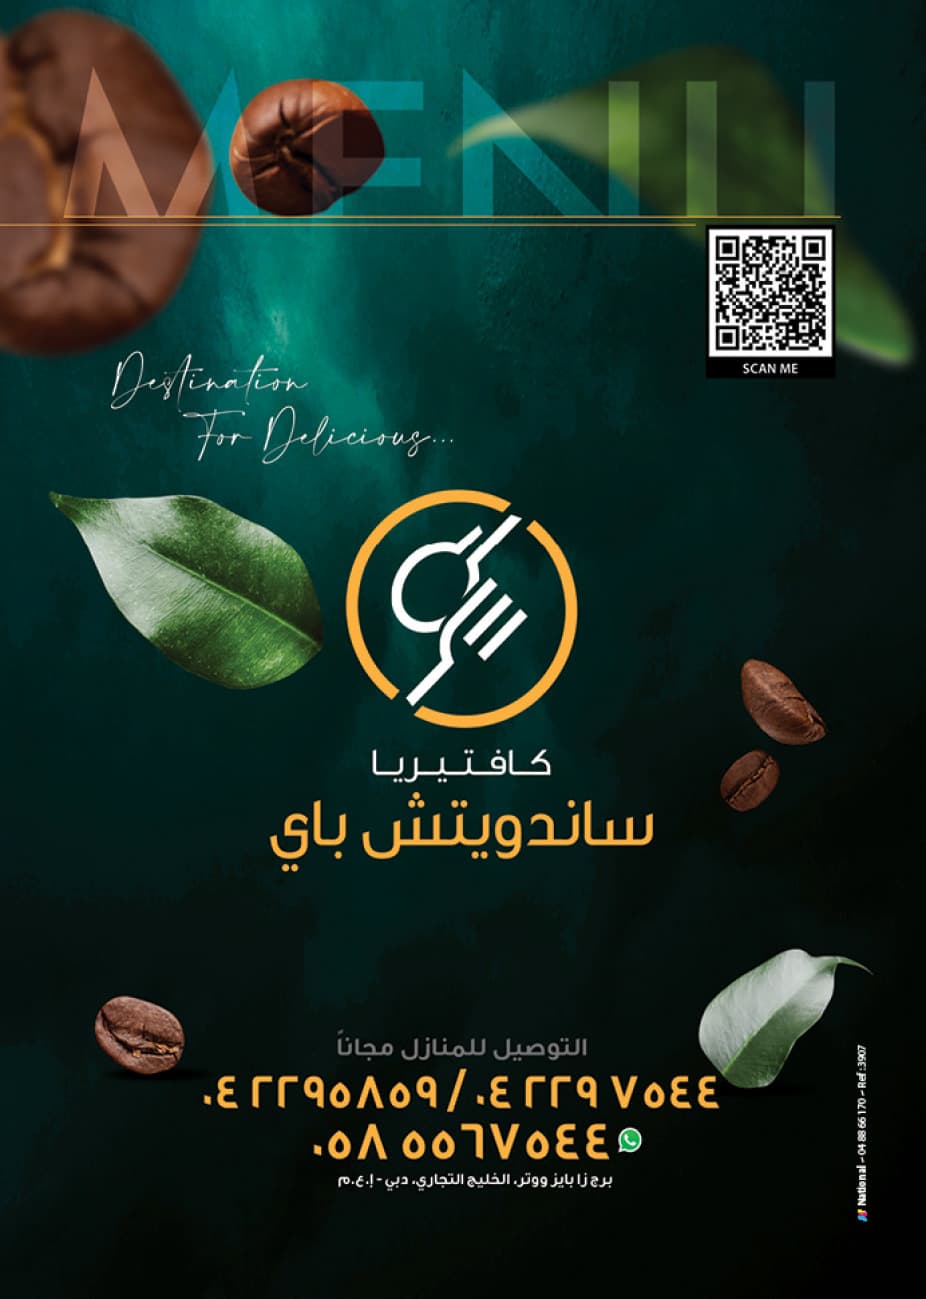 MENU
SCAN ME
Destination
For Delicious...
كافتيريا
ساندويتش باي
التوصيل للمنازل مجاناً
٠٤ ٢٢٩٥٨٥٩ / ٠٤ ٢٢٩ ٧٥٤٤
٠٥٨ ٥٥٦٧٥٤٤
برج زا بايز ووتر، الخليج التجاري، دبي - إ.ع.م
National ~ 04 88 66 170 ~ Ref :3907